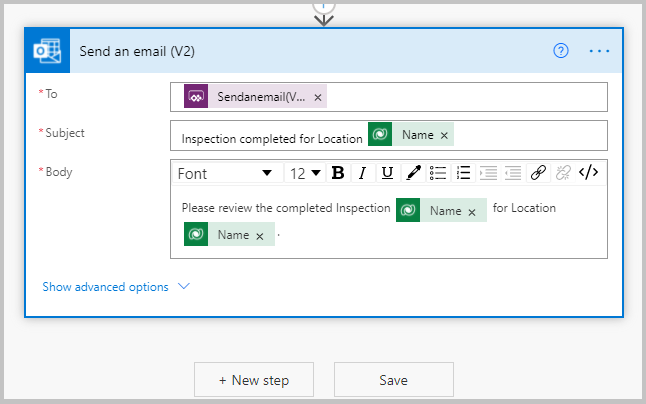 Send an email (V2)
* To
Sendanemail(V... ×
* Subject
Inspection completed for Location Name ×
* Body
Font 12 B I U </>
Please review the completed Inspection Name × for Location
Name × .
Show advanced options
+ New step
Save